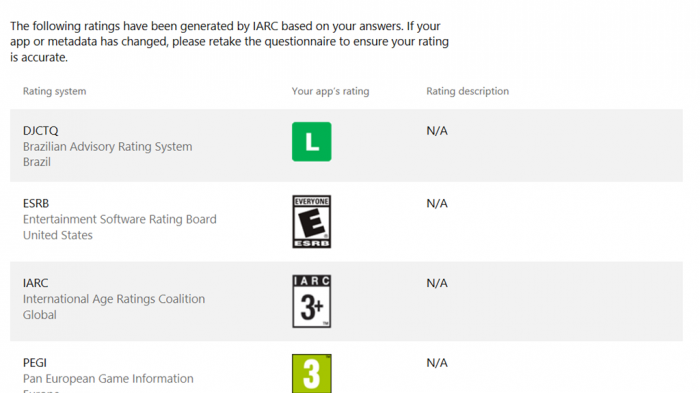 The following ratings have been generated by IARC based on your answers. If your
app or metadata has changed, please retake the questionnaire to ensure your rating
is accurate.
Rating system Your app's rating Rating description
DJCTQ
Brazilian Advisory Rating System
Brazil
L
N/A
ESRB
Entertainment Software Rating Board
United States
EVERYONE
E
ESRB
N/A
IARC
International Age Ratings Coalition
Global
IARC
3+
N/A
PEGI
Pan European Game Information
3
N/A